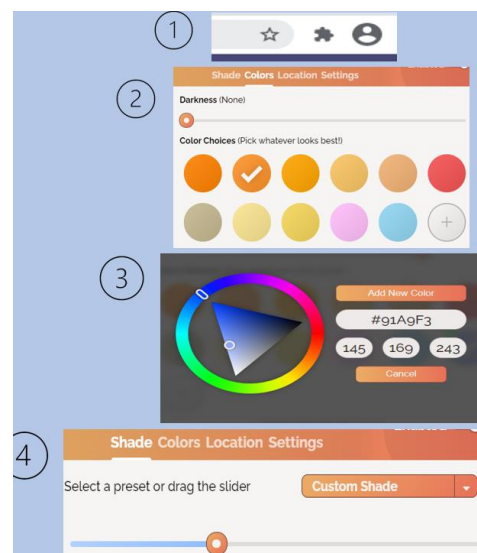 1
2
Shade Colors Location Settings
Darkness (None)
Color Choices (Pick whatever looks best!)
+
3
Add New Color
#91A9F3
145 169 243
Cancel
4
Shade Colors Location Settings
Select a preset or drag the slider
Custom Shade